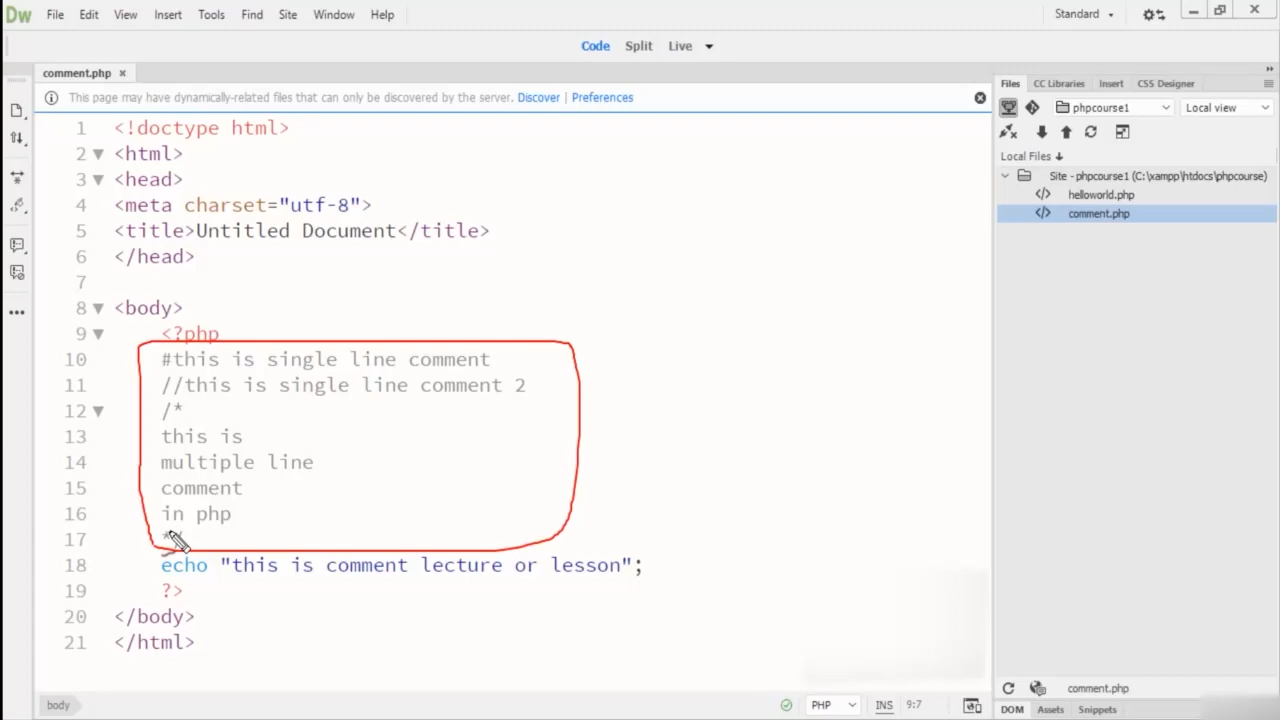 Dw File Edit View Insert Tools Find Site Window Help Standard
Code Split Live
comment.php
This page may have dynamically-related files that can only be discovered by the server. Discover | Preferences
1 <!doctype html>
2 <html>
3 <head>
4 <meta charset="utf-8">
5 <title>Untitled Document</title>
6 </head>
7
8 <body>
9 <?php
10 #this is single line comment
11 //this is single line comment 2
12 /*
13 this is
14 multiple line
15 comment
16 in php
17 */
18 echo "this is comment lecture or lesson";
19 ?>
20 </body>
21 </html>
body PHP INS 9:7
Files CC Libraries Insert CSS Designer
phpcourse1 Local view
Local Files
Site - phpcourse1 (C:\xampp\htdocs\phpcourse)
helloworld.php
comment.php
comment.php
DOM Assets Snippets